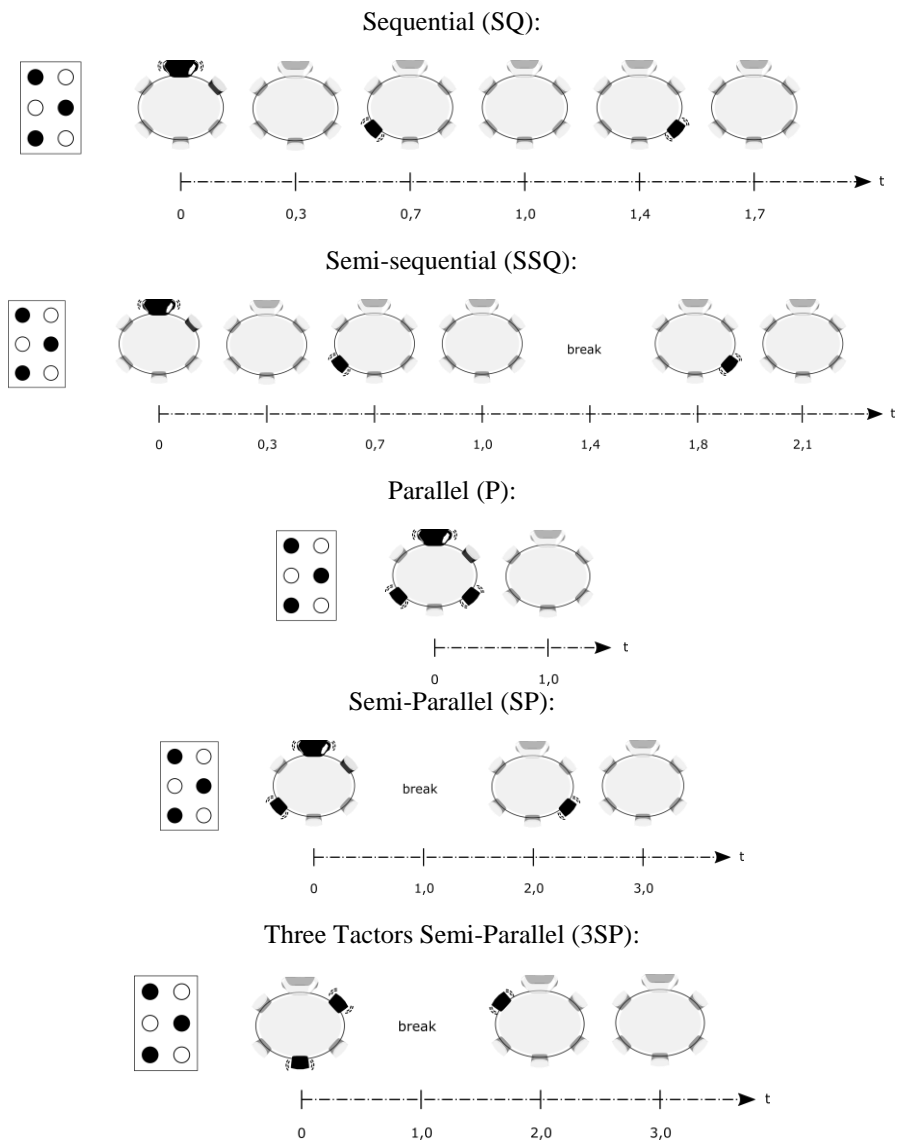 Sequential (SQ):
t
0 0,3 0,7 1,0 1,4 1,7
Semi-sequential (SSQ):
break
t
0 0,3 0,7 1,0 1,4 1,8 2,1
Parallel (P):
t
0 1,0
Semi-Parallel (SP):
break
t
0 1,0 2,0 3,0
Three Tactors Semi-Parallel (3SP):
break
t
0 1,0 2,0 3,0